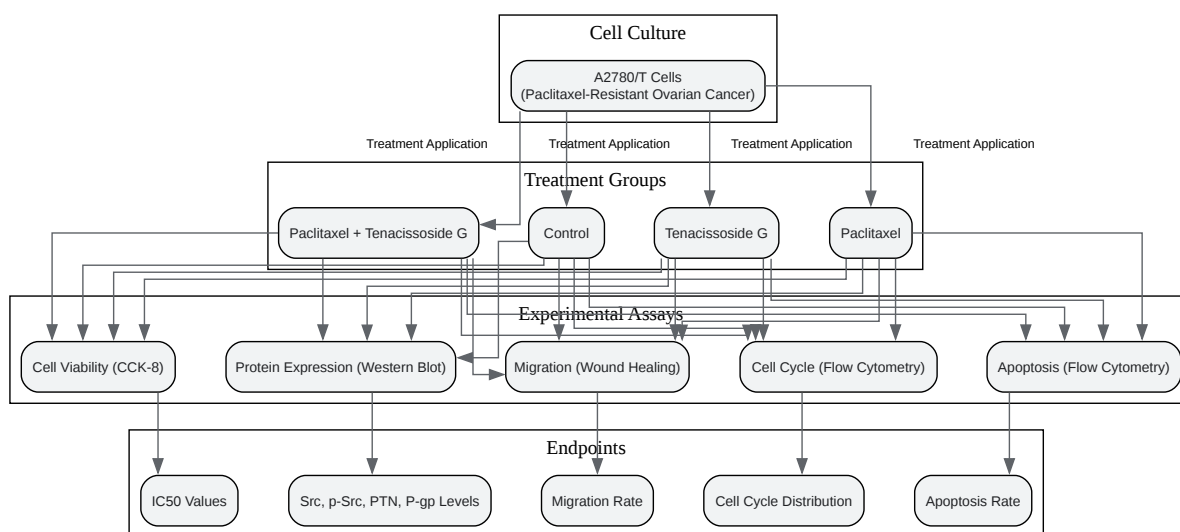 Cell Culture
A2780/T Cells
(Paclitaxel-Resistant Ovarian Cancer)
Treatment Application
Treatment Application
Treatment Application
Treatment Application
Treatment Groups
Paclitaxel + Tenacissoside G
Control
Tenacissoside G
Paclitaxel
Experimental Assays
Cell Viability (CCK-8)
Protein Expression (Western Blot)
Migration (Wound Healing)
Cell Cycle (Flow Cytometry)
Apoptosis (Flow Cytometry)
Endpoints
IC50 Values
Src, p-Src, PTN, P-gp Levels
Migration Rate
Cell Cycle Distribution
Apoptosis Rate